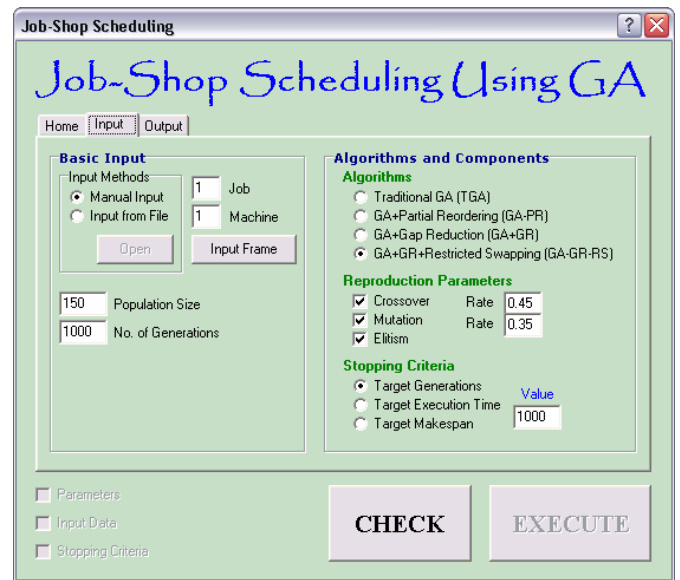 Job-Shop Scheduling
Job-Shop Scheduling Using GA
Home Input Output
Basic Input
Input Methods
Manual Input
Input from File
Open
1 Job
1 Machine
Input Frame
150 Population Size
1000 No. of Generations
Algorithms and Components
Algorithms
Traditional GA (TGA)
GA+Partial Reordering (GA-PR)
GA+Gap Reduction (GA+GR)
GA+GR+Restricted Swapping (GA-GR-RS)
Reproduction Parameters
Crossover Rate 0.45
Mutation Rate 0.35
Elitism
Stopping Criteria
Target Generations
Target Execution Time
Target Makespan
Value
1000
Parameters
Input Data
Stopping Criteria
CHECK
EXECUTE